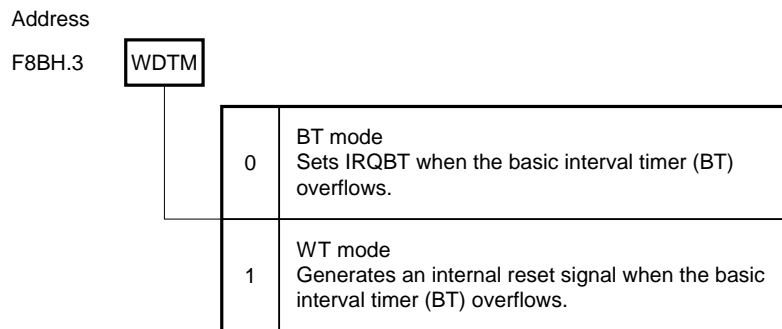 Address
F8BH.3 WDTM
0
BT mode
Sets IRQBT when the basic interval timer (BT)
overflows.
1
WT mode
Generates an internal reset signal when the basic
interval timer (BT) overflows.